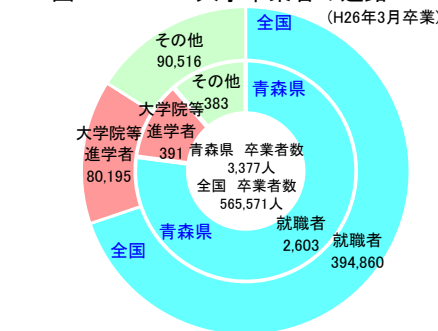 (H26年3月卒業)
全国
その他
90,516
その他
383
青森県
大学院等
進学者
391
大学院等
進学者
80,195
青森県 卒業者数
3,377人
全国 卒業者数
565,571人
青森県
就職者
2,603
就職者
394,860
全国